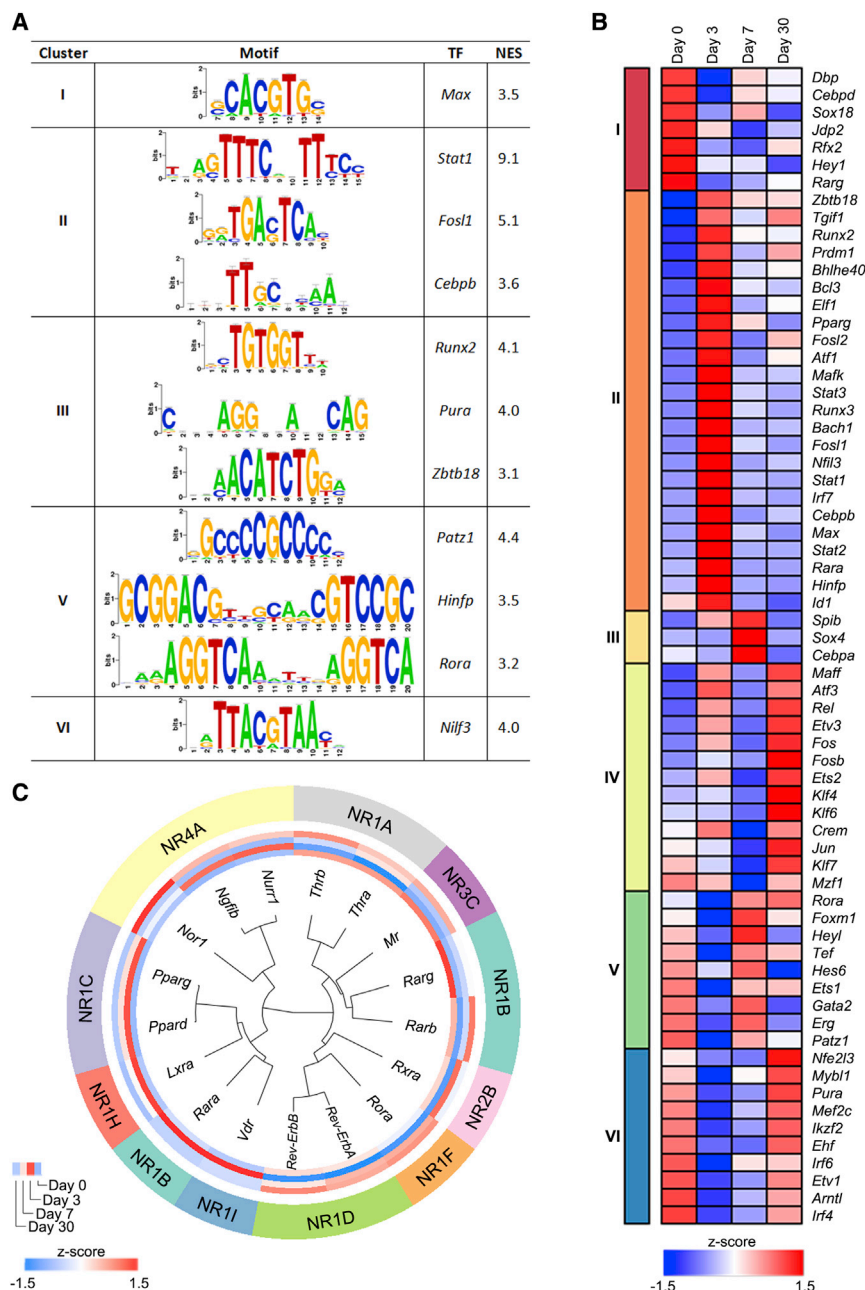 A
Cluster Motif TF NES
I Max 3.5
Stat1 9.1
II Fosl1 5.1
Cebpb 3.6
Runx2 4.1
III Pura 4.0
Zbtb18 3.1
Patz1 4.4
V Hinfp 3.5
Rora 3.2
VI Nilf3 4.0
B
Day 0 Day 3 Day 7 Day 30
I
Dbp
Cebpd
Sox18
Jdp2
Rfx2
Hey1
Rarg
II
Zbtb18
Tgif1
Runx2
Prdm1
Bhlhe40
Bcl3
Elf1
Pparg
Fosl2
Atf1
Mafk
Stat3
Runx3
Bach1
Fosl1
Nfil3
Stat1
Irf7
Cebpb
Max
Stat2
Rara
Hinfp
Id1
III
Spib
Sox4
Cebpa
IV
Maff
Atf3
Rel
Etv3
Fos
Fosb
Ets2
Klf4
Klf6
Crem
Jun
Klf7
Mzf1
V
Rora
Foxm1
Heyl
Tef
Hes6
Ets1
Gata2
Erg
Patz1
VI
Nfe2l3
Mybl1
Pura
Mef2c
Ikzf2
Ehf
Irf6
Etv1
Arntl
Irf4
z-score
-1.5 1.5
C
NR4A
NR1A
NR3C
NR1B
NR2B
NR1F
NR1D
NR1I
NR1B
NR1H
NR1C
Nurr1
Thrb
Thra
Mr
Rarg
Rarb
Rxra
Rora
Rev-ErbA
Rev-ErbB
Vdr
Rara
Lxra
Ppard
Pparg
Nor1
Ngfib
Day 0
Day 3
Day 7
Day 30
z-score
-1.5 1.5